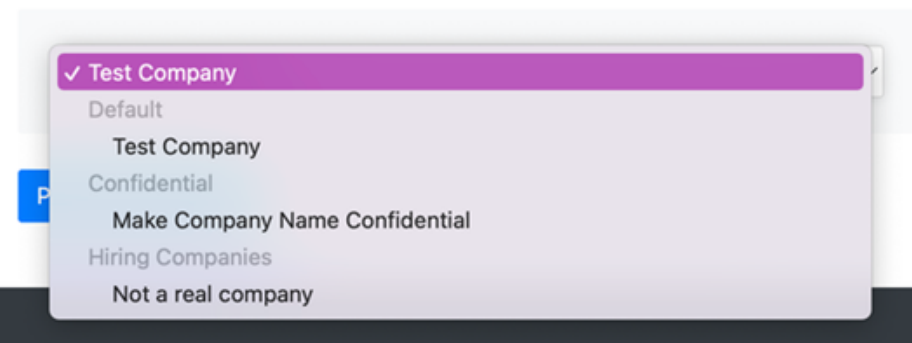 ✓ Test Company
Default
Test Company
Confidential
Make Company Name Confidential
Hiring Companies
Not a real company
P